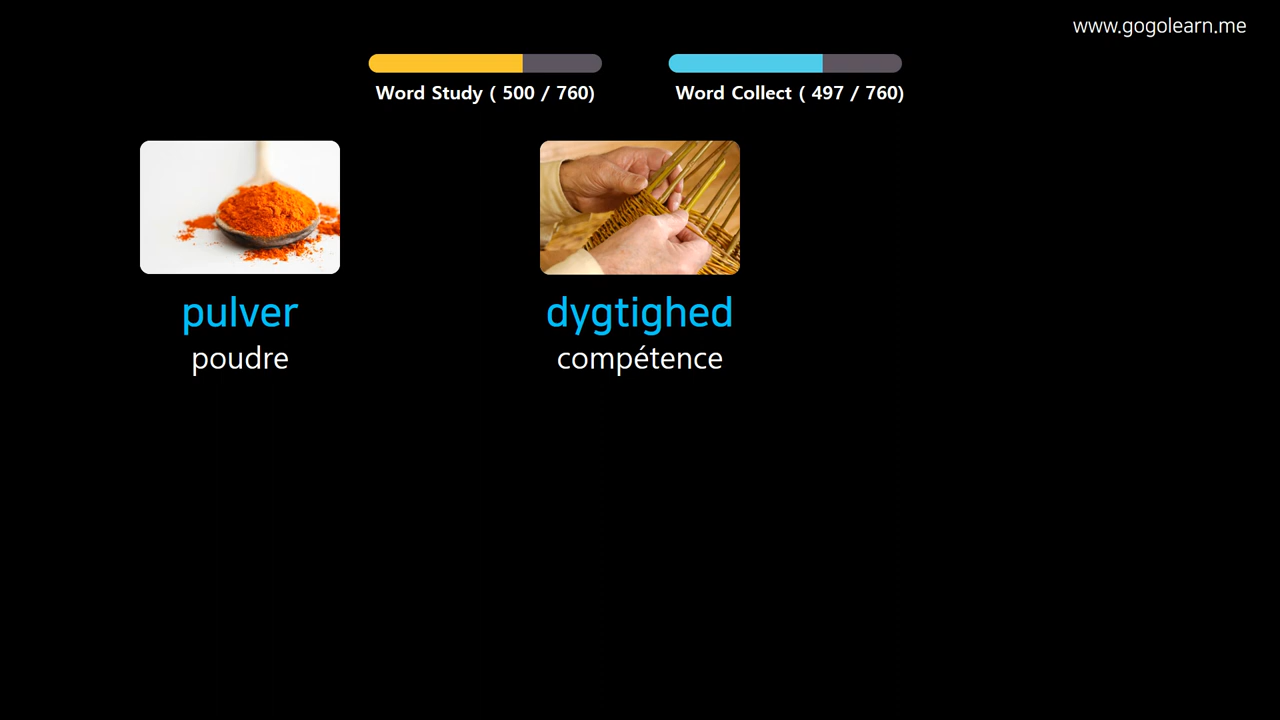 www.gogolearn.me
Word Study ( 500 / 760)
Word Collect ( 497 / 760)
pulver
poudre
dygtighed
compétence